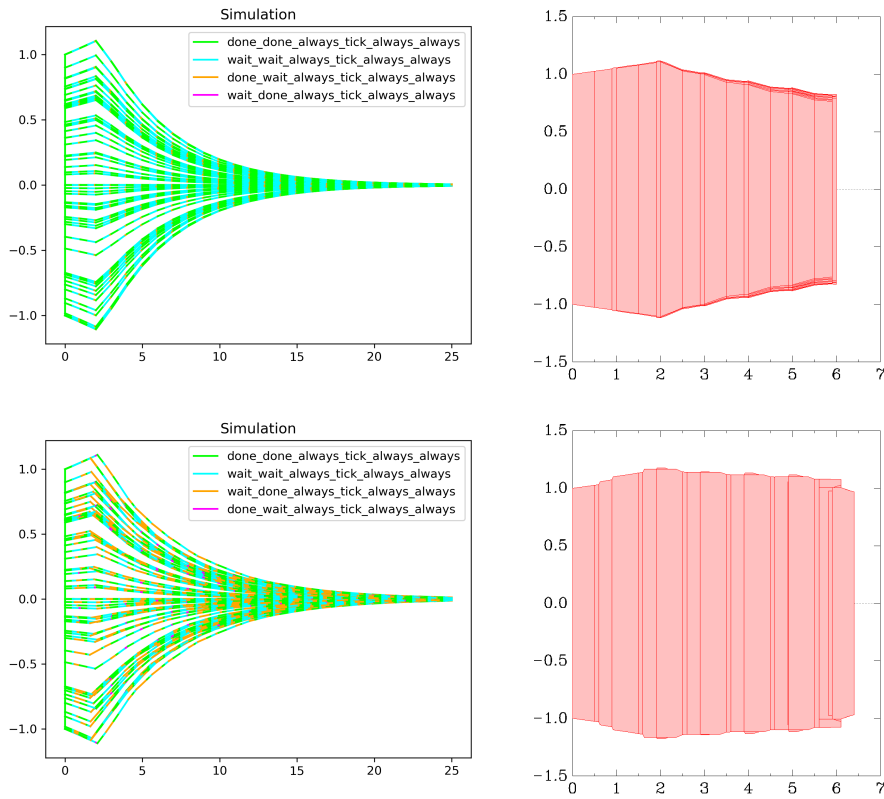 Simulation
1.0
0.5
0.0
−0.5
−1.0
done_done_always_tick_always_always
wait_wait_always_tick_always_always
done_wait_always_tick_always_always
wait_done_always_tick_always_always
0 5 10 15 20 25
1.5
1.0
0.5
0.0
-0.5
-1.0
-1.5
0 1 2 3 4 5 6 7
Simulation
1.0
0.5
0.0
−0.5
−1.0
done_done_always_tick_always_always
wait_wait_always_tick_always_always
wait_done_always_tick_always_always
done_wait_always_tick_always_always
0 5 10 15 20 25
1.5
1.0
0.5
0.0
-0.5
-1.0
-1.5
0 1 2 3 4 5 6 7